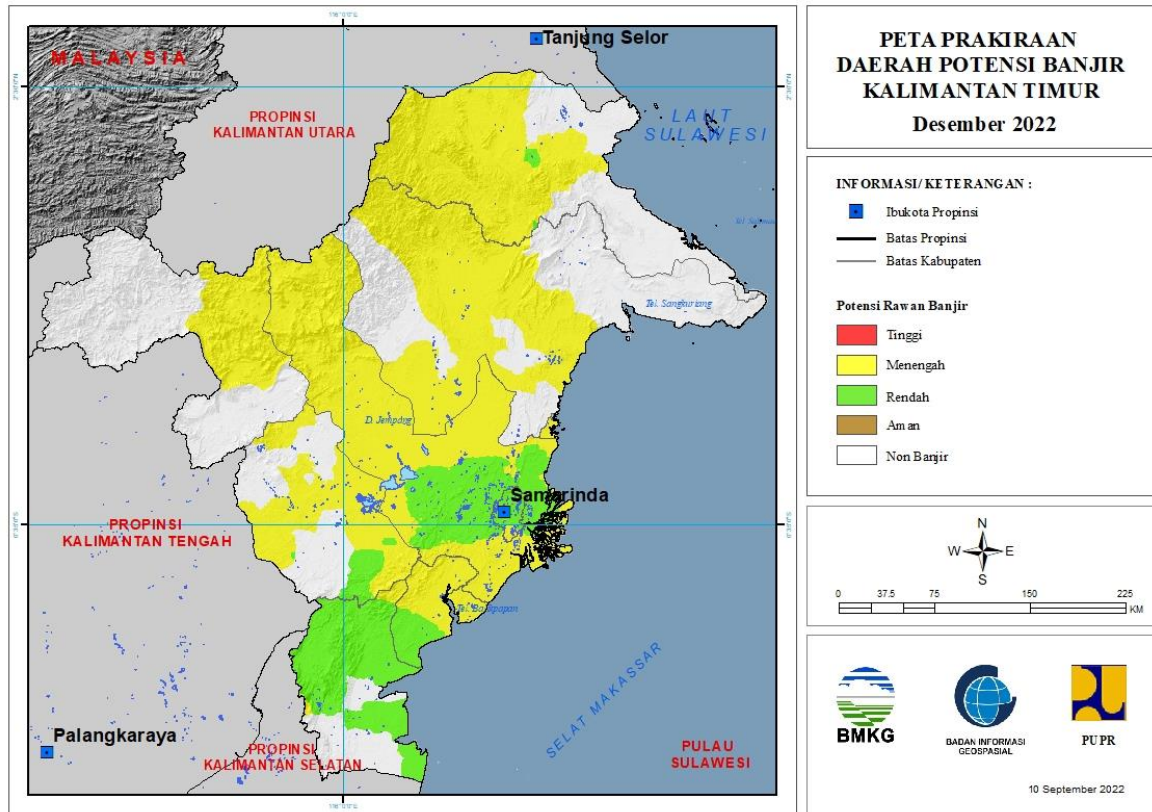 Tanjung Selor
MALAYSIA
PROPINSI
KALIMANTAN UTARA
LAUT
SULAWESI
Tel. Sangkuriang
D. Jempang
Samarinda
PROPINSI
KALIMANTAN TENGAH
Tel. Balikpapan
SELAT MAKASSAR
Palangkaraya
PROPINSI
KALIMANTAN SELATAN
PULAU
SULAWESI
PETA PRAKIRAAN
DAERAH POTENSI BANJIR
KALIMANTAN TIMUR
Desember 2022
INFORMASI/ KETERANGAN :
Ibukota Propinsi
Batas Propinsi
Batas Kabupaten
Potensi Rawan Banjir
Tinggi
Menengah
Rendah
Aman
Non Banjir
N
W E
S
0 37.5 75 150 225
KM
BMKG
BADAN INFORMASI
GEOSPASIAL
PUPR
10 September 2022